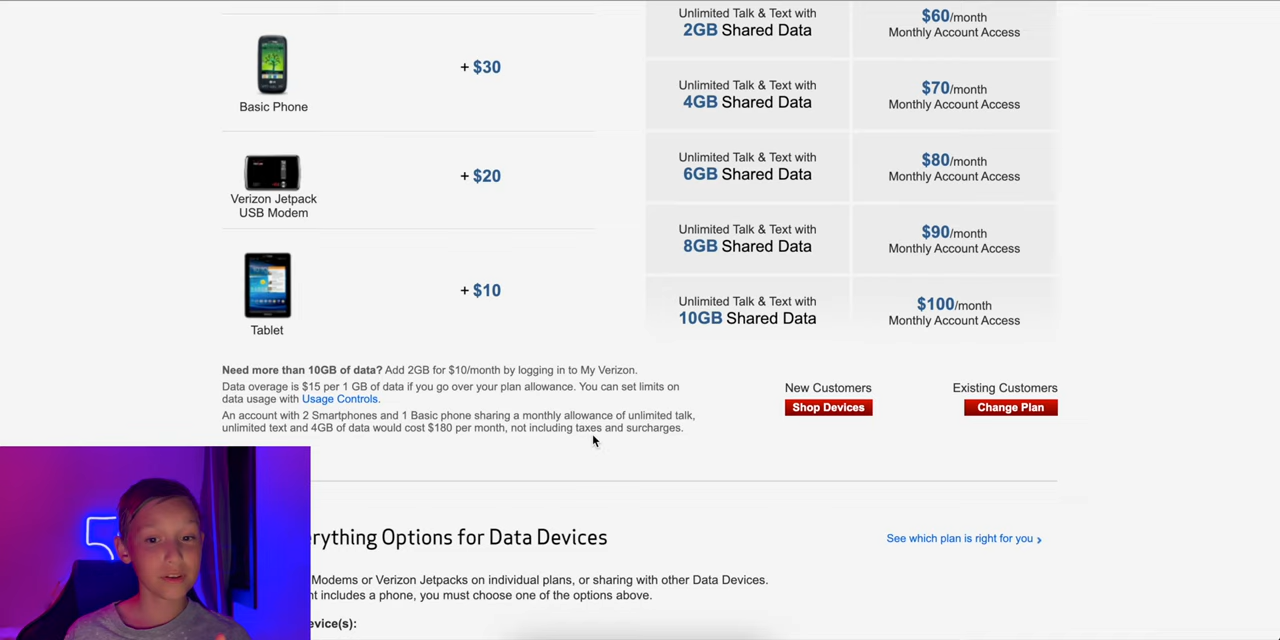 Basic Phone
+ $30
Verizon Jetpack
USB Modem
+ $20
Tablet
+ $10
Unlimited Talk & Text with
2GB Shared Data
$60/month
Monthly Account Access
Unlimited Talk & Text with
4GB Shared Data
$70/month
Monthly Account Access
Unlimited Talk & Text with
6GB Shared Data
$80/month
Monthly Account Access
Unlimited Talk & Text with
8GB Shared Data
$90/month
Monthly Account Access
Unlimited Talk & Text with
10GB Shared Data
$100/month
Monthly Account Access
Need more than 10GB of data? Add 2GB for $10/month by logging in to My Verizon.
Data overage is $15 per 1 GB of data if you go over your plan allowance. You can set limits on
data usage with Usage Controls.
An account with 2 Smartphones and 1 Basic phone sharing a monthly allowance of unlimited talk,
unlimited text and 4GB of data would cost $180 per month, not including taxes and surcharges.
New Customers
Shop Devices
Existing Customers
Change Plan
erything Options for Data Devices
See which plan is right for you ›
Modems or Verizon Jetpacks on individual plans, or sharing with other Data Devices.
nt includes a phone, you must choose one of the options above.
evice(s):